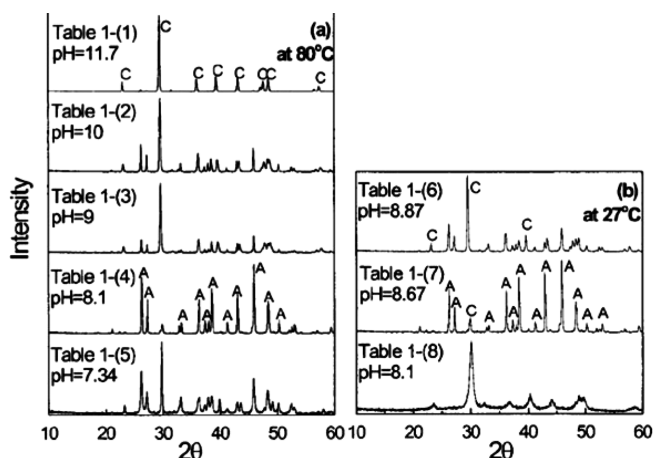 Table 1-(1)
pH=11.7
C
C
C
C
C
C
C
C
(a)
at 80°C
Table 1-(2)
pH=10
Table 1-(3)
pH=9
Table 1-(4)
pH=8.1
A
A
A
A
A
A
A
A
A
A
Table 1-(5)
pH=7.34
10 20 30 40 50 60
2θ
Intensity
Table 1-(6)
pH=8.87
C
C
C
(b)
at 27°C
Table 1-(7)
pH=8.67
A
A
C
A
A
A
A
A
A
A
A
A
A
Table 1-(8)
pH=8.1
10 20 30 40 50 60
2θ